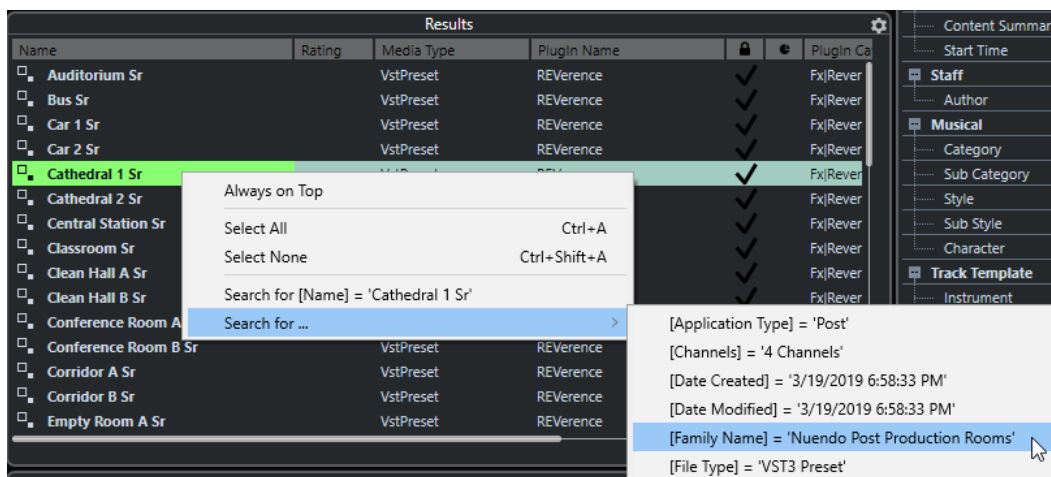 Results
Name Rating Media Type PlugIn Name PlugIn Ca
Auditorium Sr VstPreset REVerence Fx|Rever
Bus Sr VstPreset REVerence Fx|Rever
Car 1 Sr VstPreset REVerence Fx|Rever
Car 2 Sr VstPreset REVerence Fx|Rever
Cathedral 1 Sr Fx|Rever
Cathedral 2 Sr Fx|Rever
Central Station Sr Fx|Rever
Classroom Sr Fx|Rever
Clean Hall A Sr Fx|Rever
Clean Hall B Sr Fx|Rever
Conference Room A
Conference Room B Sr VstPreset REVerence
Corridor A Sr VstPreset REVerence
Corridor B Sr VstPreset REVerence
Empty Room A Sr VstPreset REVerence
Always on Top
Select All Ctrl+A
Select None Ctrl+Shift+A
Search for [Name] = 'Cathedral 1 Sr'
Search for ...
[Application Type] = 'Post'
[Channels] = '4 Channels'
[Date Created] = '3/19/2019 6:58:33 PM'
[Date Modified] = '3/19/2019 6:58:33 PM'
[Family Name] = 'Nuendo Post Production Rooms'
[File Type] = 'VST3 Preset'
Content Summar
Start Time
Staff
Author
Musical
Category
Sub Category
Style
Sub Style
Character
Track Template
Instrument